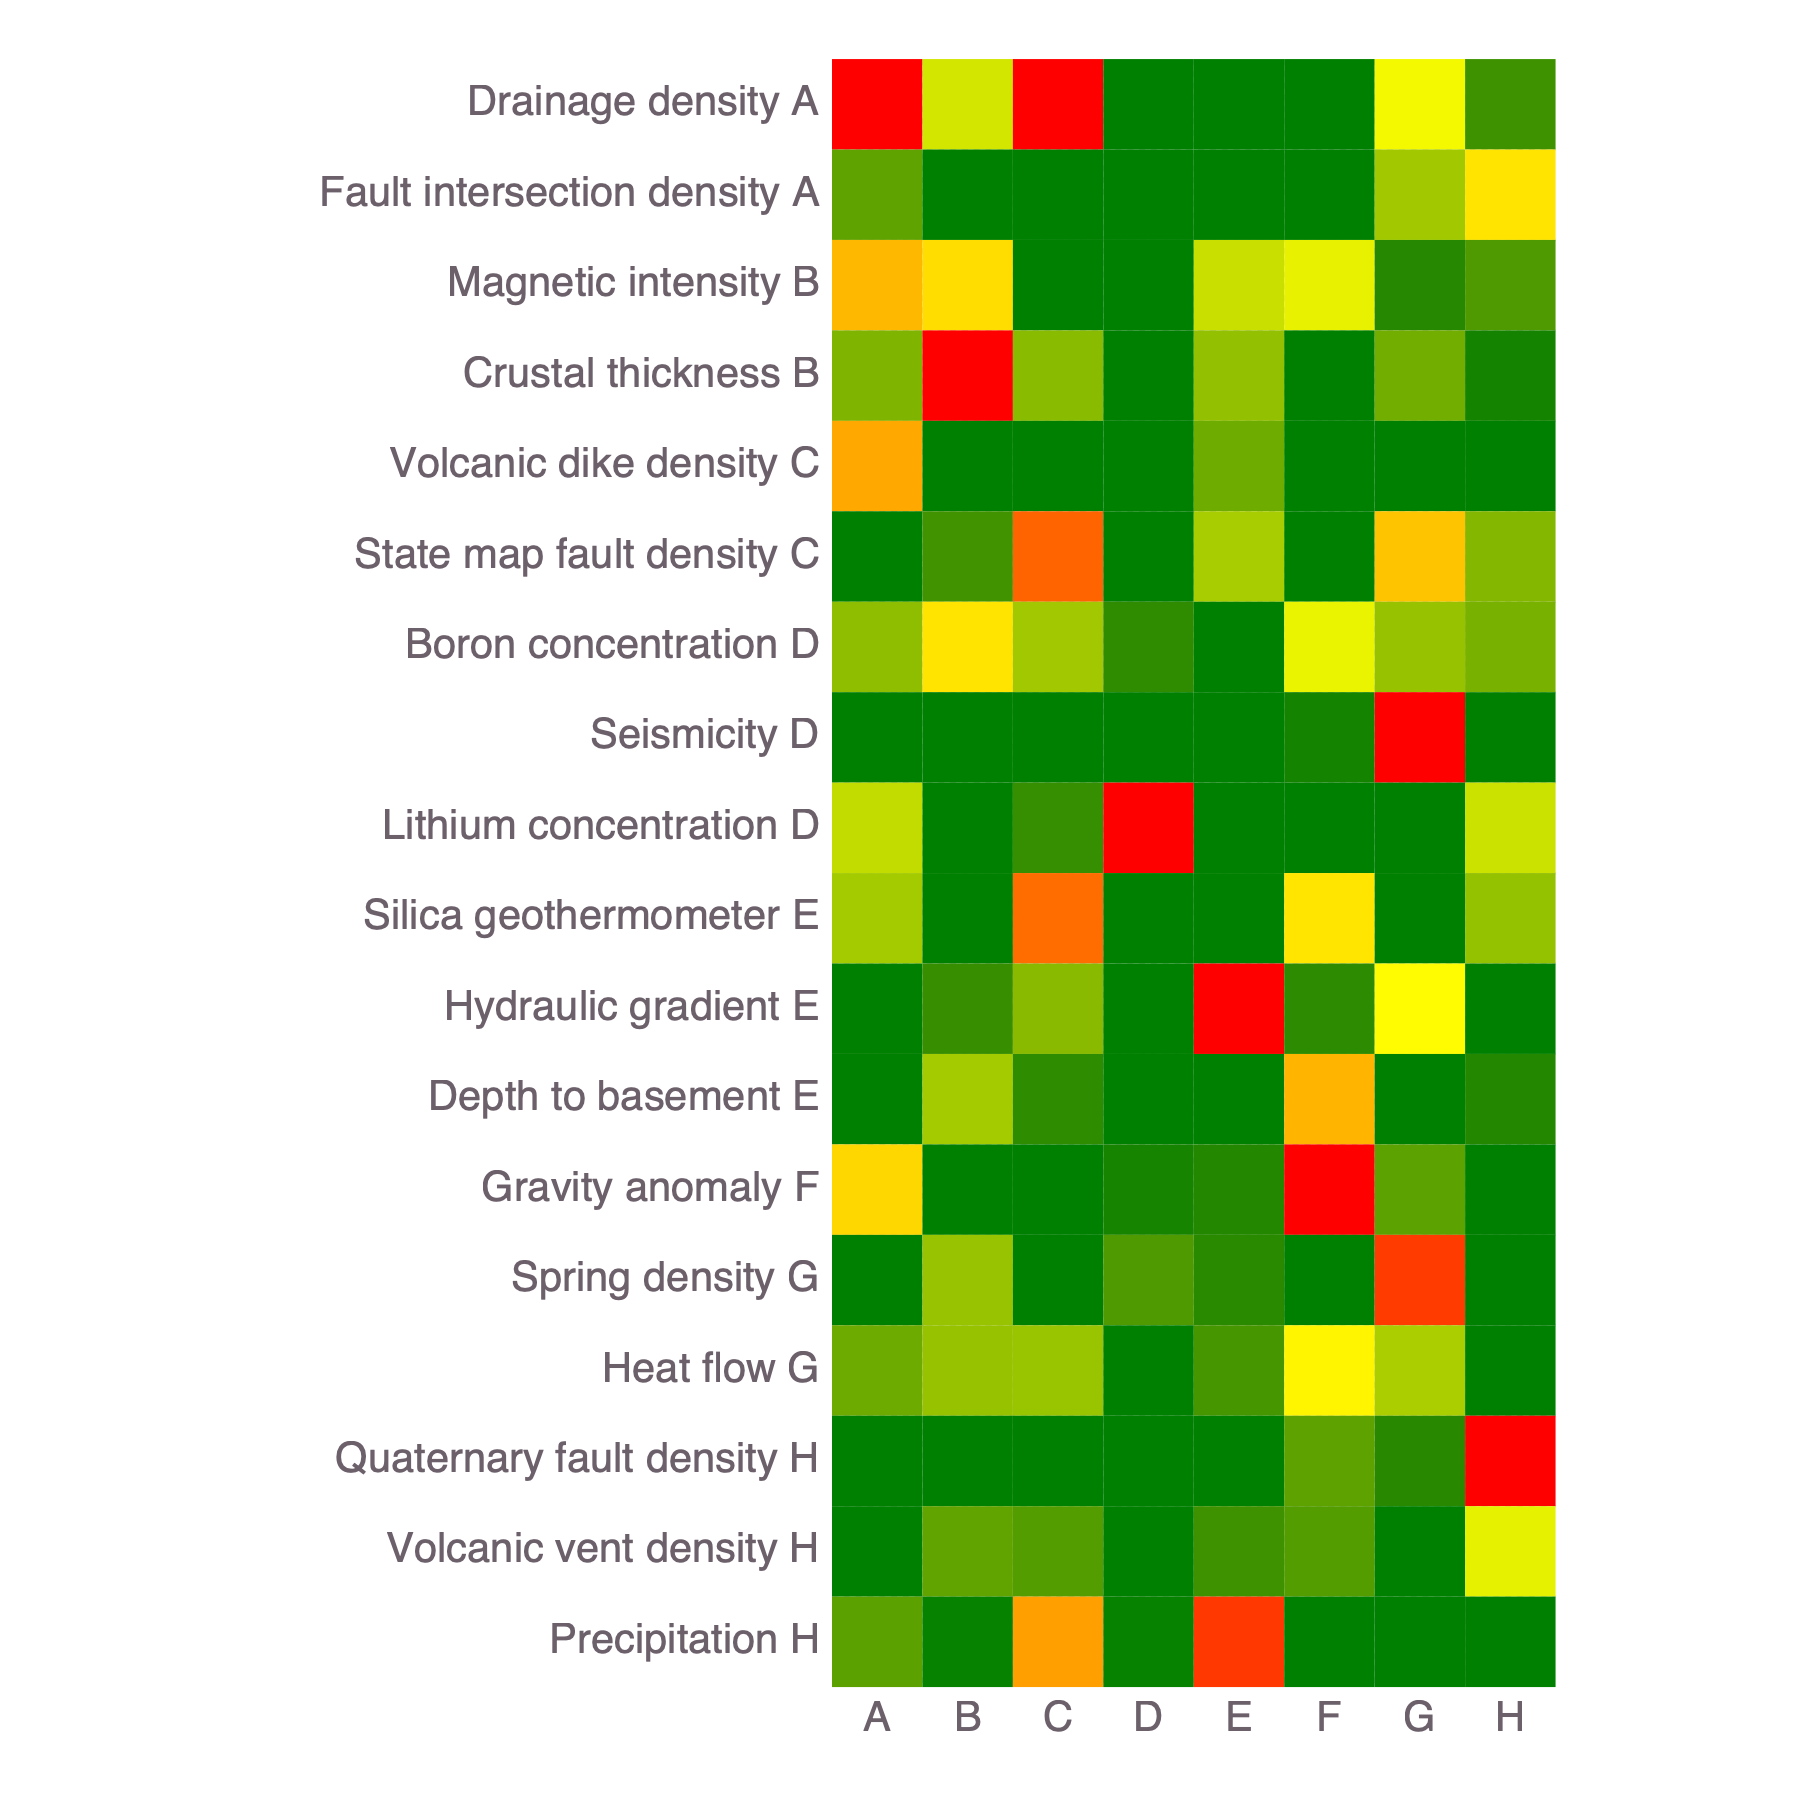 Drainage density A
Fault intersection density A
Magnetic intensity B
Crustal thickness B
Volcanic dike density C
State map fault density C
Boron concentration D
Seismicity D
Lithium concentration D
Silica geothermometer E
Hydraulic gradient E
Depth to basement E
Gravity anomaly F
Spring density G
Heat flow G
Quaternary fault density H
Volcanic vent density H
Precipitation H
A B C D E F G H